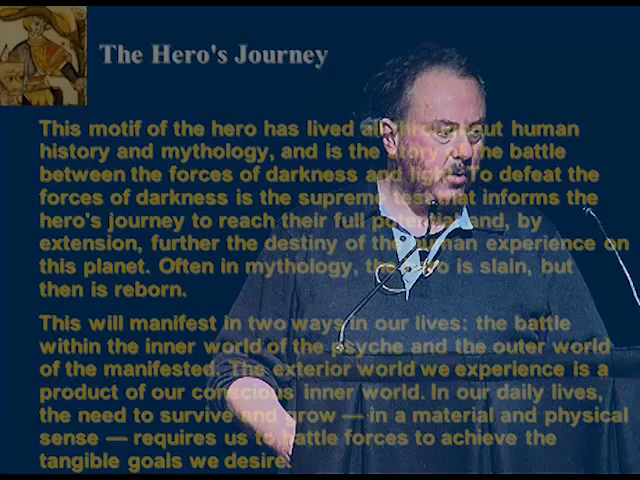 The Hero's Journey
This motif of the hero has lived all throughout human
history and mythology, and is the story of the battle
between the forces of darkness and light. To defeat the
forces of darkness is the supreme test that informs the
hero's journey to reach their full potential and, by
extension, further the destiny of the human experience on
this planet. Often in mythology, the hero is slain, but
then is reborn.
This will manifest in two ways in our lives: the battle
within the inner world of the psyche and the outer world
of the manifested. The exterior world we experience is a
product of our conscious inner world. In our daily lives,
the need to survive and grow — in a material and physical
sense — requires us to battle forces to achieve the
tangible goals we desire.